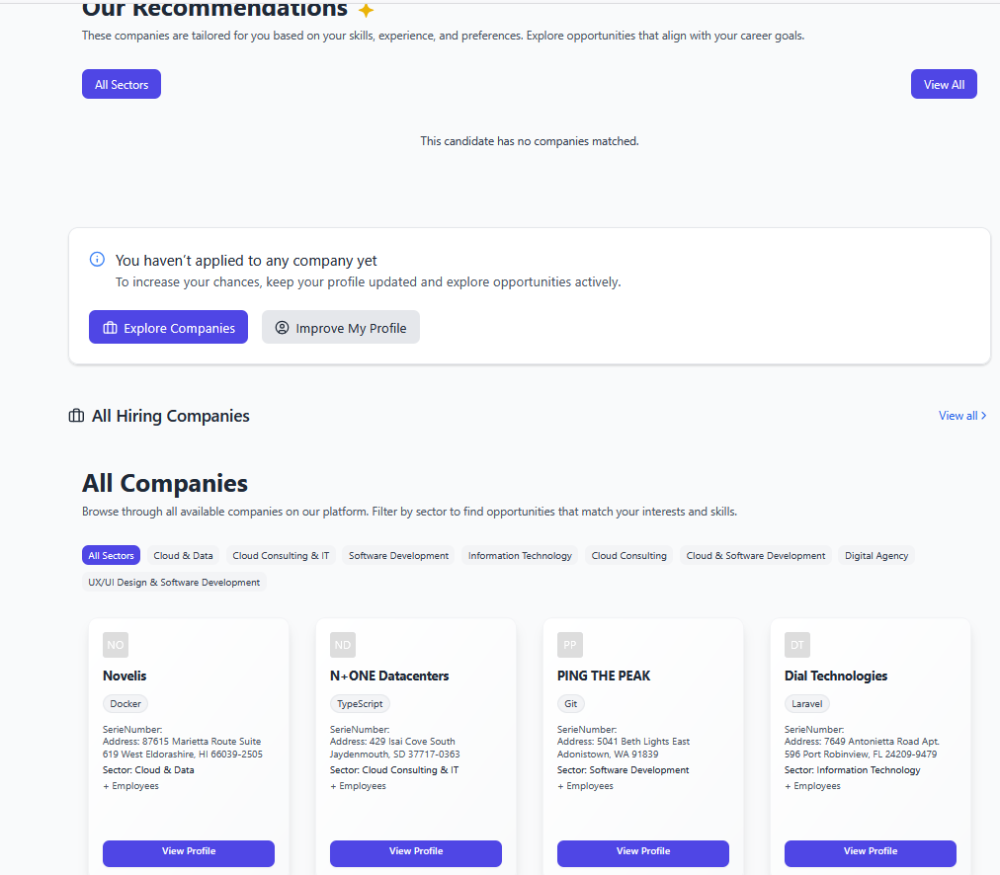 Our Recommendations
These companies are tailored for you based on your skills, experience, and preferences. Explore opportunities that align with your career goals.
All Sectors
View All
This candidate has no companies matched.
You haven't applied to any company yet
To increase your chances, keep your profile updated and explore opportunities actively.
Explore Companies
Improve My Profile
All Hiring Companies
View all
All Companies
Browse through all available companies on our platform. Filter by sector to find opportunities that match your interests and skills.
All Sectors
Cloud & Data
Cloud Consulting & IT
Software Development
Information Technology
Cloud Consulting
Cloud & Software Development
Digital Agency
UX/UI Design & Software Development
NO
Novelis
Docker
SerieNumber:
Address: 87615 Marietta Route Suite
619 West Eldorashire, HI 66039-2505
Sector: Cloud & Data
+ Employees
View Profile
ND
N+ONE Datacenters
TypeScript
SerieNumber:
Address: 429 Isai Cove South
Jaydenmouth, SD 37717-0363
Sector: Cloud Consulting & IT
+ Employees
View Profile
PP
PING THE PEAK
Git
SerieNumber:
Address: 5041 Beth Lights East
Adonistown, WA 91839
Sector: Software Development
+ Employees
View Profile
DT
Dial Technologies
Laravel
SerieNumber:
Address: 7649 Antonietta Road Apt.
596 Port Robinview, FL 24209-9479
Sector: Information Technology
+ Employees
View Profile